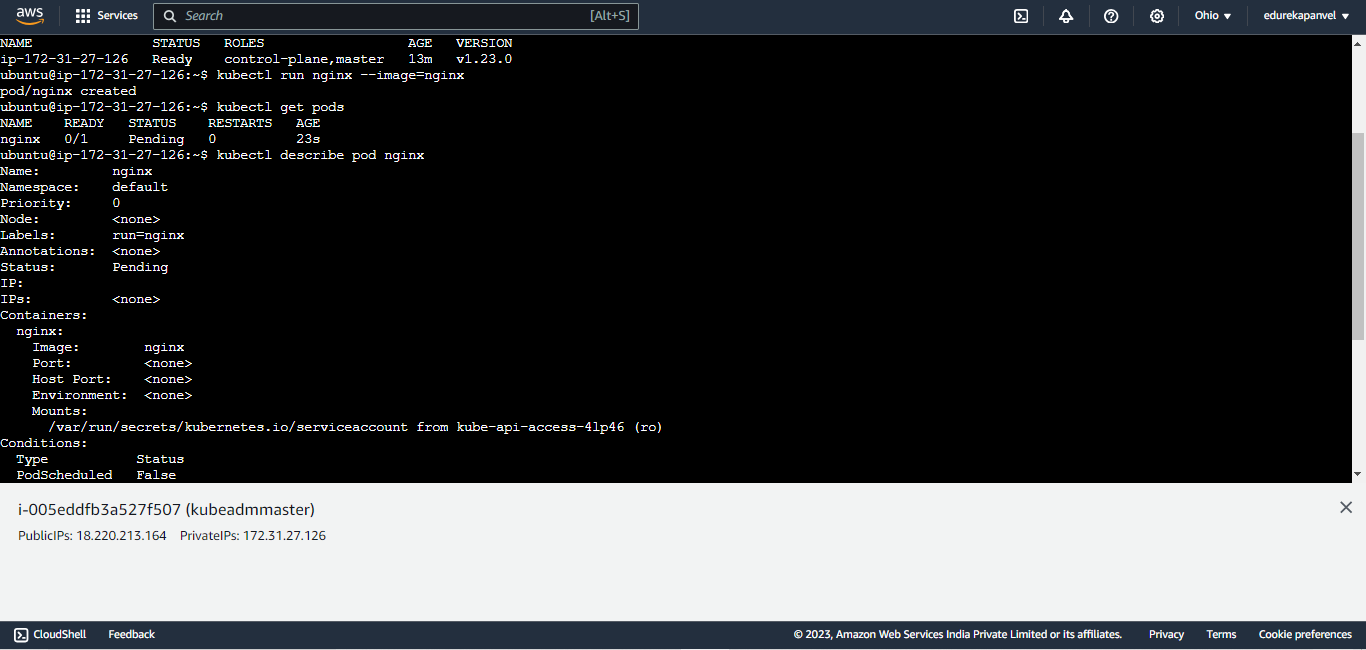 aws Services Search [Alt+S] Ohio ▼ edurekapanvel ▼
NAME               STATUS   ROLES                  AGE   VERSION
ip-172-31-27-126   Ready    control-plane,master   13m   v1.23.0
ubuntu@ip-172-31-27-126:~$ kubectl run nginx --image=nginx
pod/nginx created
ubuntu@ip-172-31-27-126:~$ kubectl get pods
NAME    READY   STATUS    RESTARTS   AGE
nginx   0/1     Pending   0          23s
ubuntu@ip-172-31-27-126:~$ kubectl describe pod nginx
Name:         nginx
Namespace:    default
Priority:     0
Node:         <none>
Labels:       run=nginx
Annotations:  <none>
Status:       Pending
IP:
IPs:          <none>
Containers:
  nginx:
    Image:        nginx
    Port:         <none>
    Host Port:    <none>
    Environment:  <none>
    Mounts:
      /var/run/secrets/kubernetes.io/serviceaccount from kube-api-access-4lp46 (ro)
Conditions:
  Type           Status
  PodScheduled   False
i-005eddfb3a527f507 (kubeadmmaster)
PublicIPs: 18.220.213.164 PrivateIPs: 172.31.27.126
CloudShell Feedback © 2023, Amazon Web Services India Private Limited or its affiliates. Privacy Terms Cookie preferences